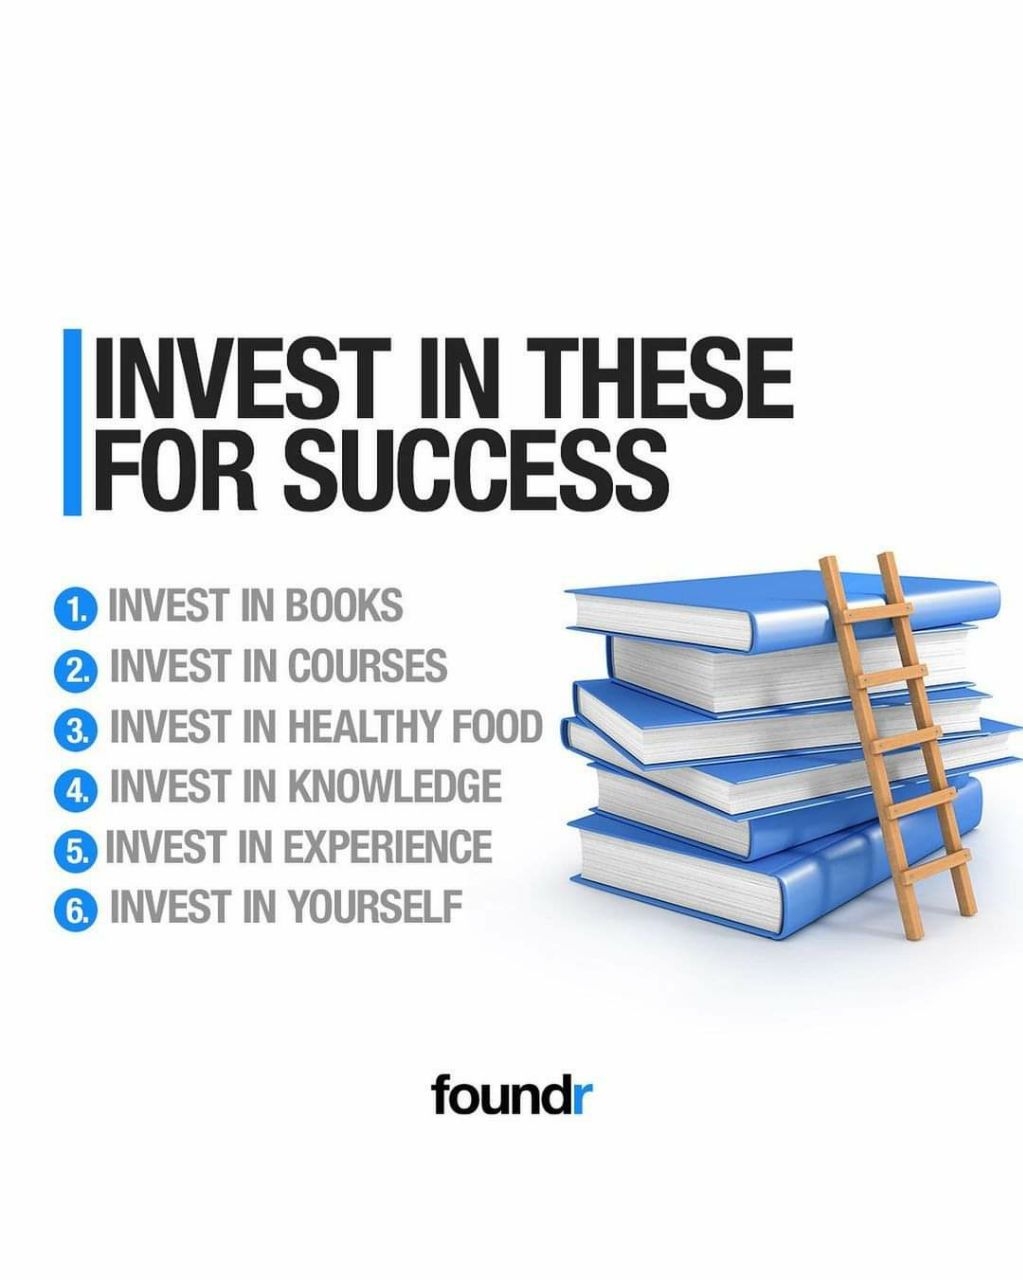 INVEST IN THESE
FOR SUCCESS
1. INVEST IN BOOKS
2. INVEST IN COURSES
3. INVEST IN HEALTHY FOOD
4. INVEST IN KNOWLEDGE
5. INVEST IN EXPERIENCE
6. INVEST IN YOURSELF
foundr